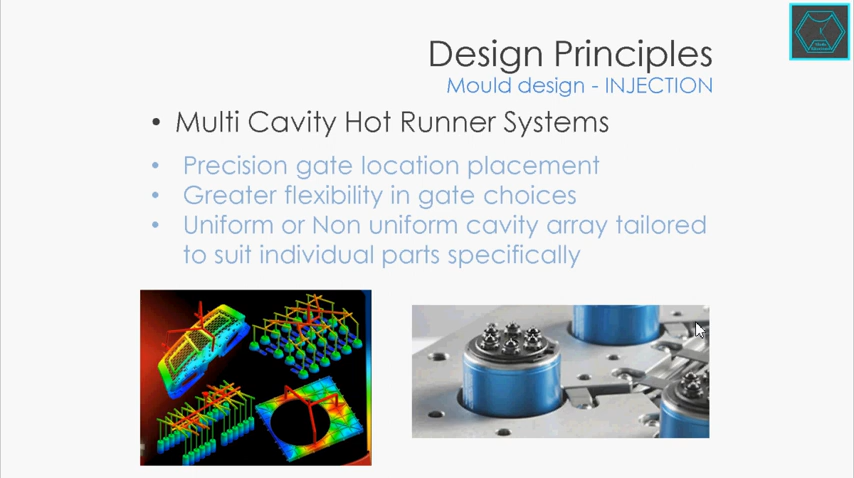 Design Principles
Mould design - INJECTION
• Multi Cavity Hot Runner Systems
• Precision gate location placement
• Greater flexibility in gate choices
• Uniform or Non uniform cavity array tailored
to suit individual parts specifically